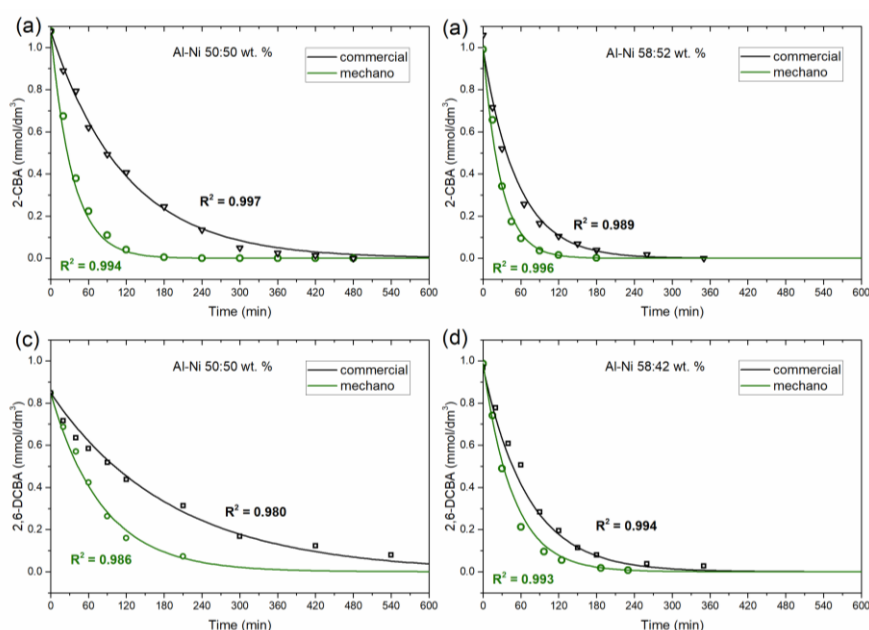 (a)
Al-Ni 50:50 wt. %
commercial
mechano
2-CBA (mmol/dm³)
1.0
0.8
0.6
0.4
0.2
0.0
R² = 0.997
R² = 0.994
0 60 120 180 240 300 360 420 480 540 600
Time (min)
(a)
Al-Ni 58:52 wt. %
commercial
mechano
2-CBA (mmol/dm³)
1.0
0.8
0.6
0.4
0.2
0.0
R² = 0.989
R² = 0.996
0 60 120 180 240 300 360 420 480 540 600
Time (min)
(c)
Al-Ni 50:50 wt. %
commercial
mechano
2,6-DCBA (mmol/dm³)
1.0
0.8
0.6
0.4
0.2
0.0
R² = 0.980
R² = 0.986
0 60 120 180 240 300 360 420 480 540 600
Time (min)
(d)
Al-Ni 58:42 wt. %
commercial
mechano
2,6-DCBA (mmol/dm³)
1.0
0.8
0.6
0.4
0.2
0.0
R² = 0.994
R² = 0.993
0 60 120 180 240 300 360 420 480 540 600
Time (min)